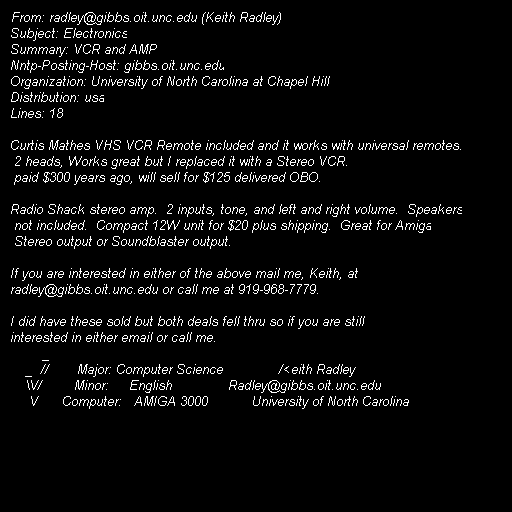 From: radley@gibbs.oit.unc.edu (Keith Radley)
Subject: Electronics
Summary: VCR and AMP
Nntp-Posting-Host: gibbs.oit.unc.edu
Organization: University of North Carolina at Chapel Hill
Distribution: usa
Lines: 18

Curtis Mathes VHS VCR Remote included and it works with universal remotes.
 2 heads, Works great but I replaced it with a Stereo VCR.
 paid $300 years ago, will sell for $125 delivered OBO.

Radio Shack stereo amp.  2 inputs, tone, and left and right volume.  Speakers
 not included.  Compact 12W unit for $20 plus shipping.  Great for Amiga
 Stereo output or Soundblaster output.

If you are interested in either of the above mail me, Keith, at
radley@gibbs.oit.unc.edu or call me at 919-968-7779.

I did have these sold but both deals fell thru so if you are still
interested in either email or call me.
         _
    _  //       Major: Computer Science               /<eith Radley
    \\//         Minor:     English               Radley@gibbs.oit.unc.edu
     \/       Computer:   AMIGA 3000            University of North Carolina